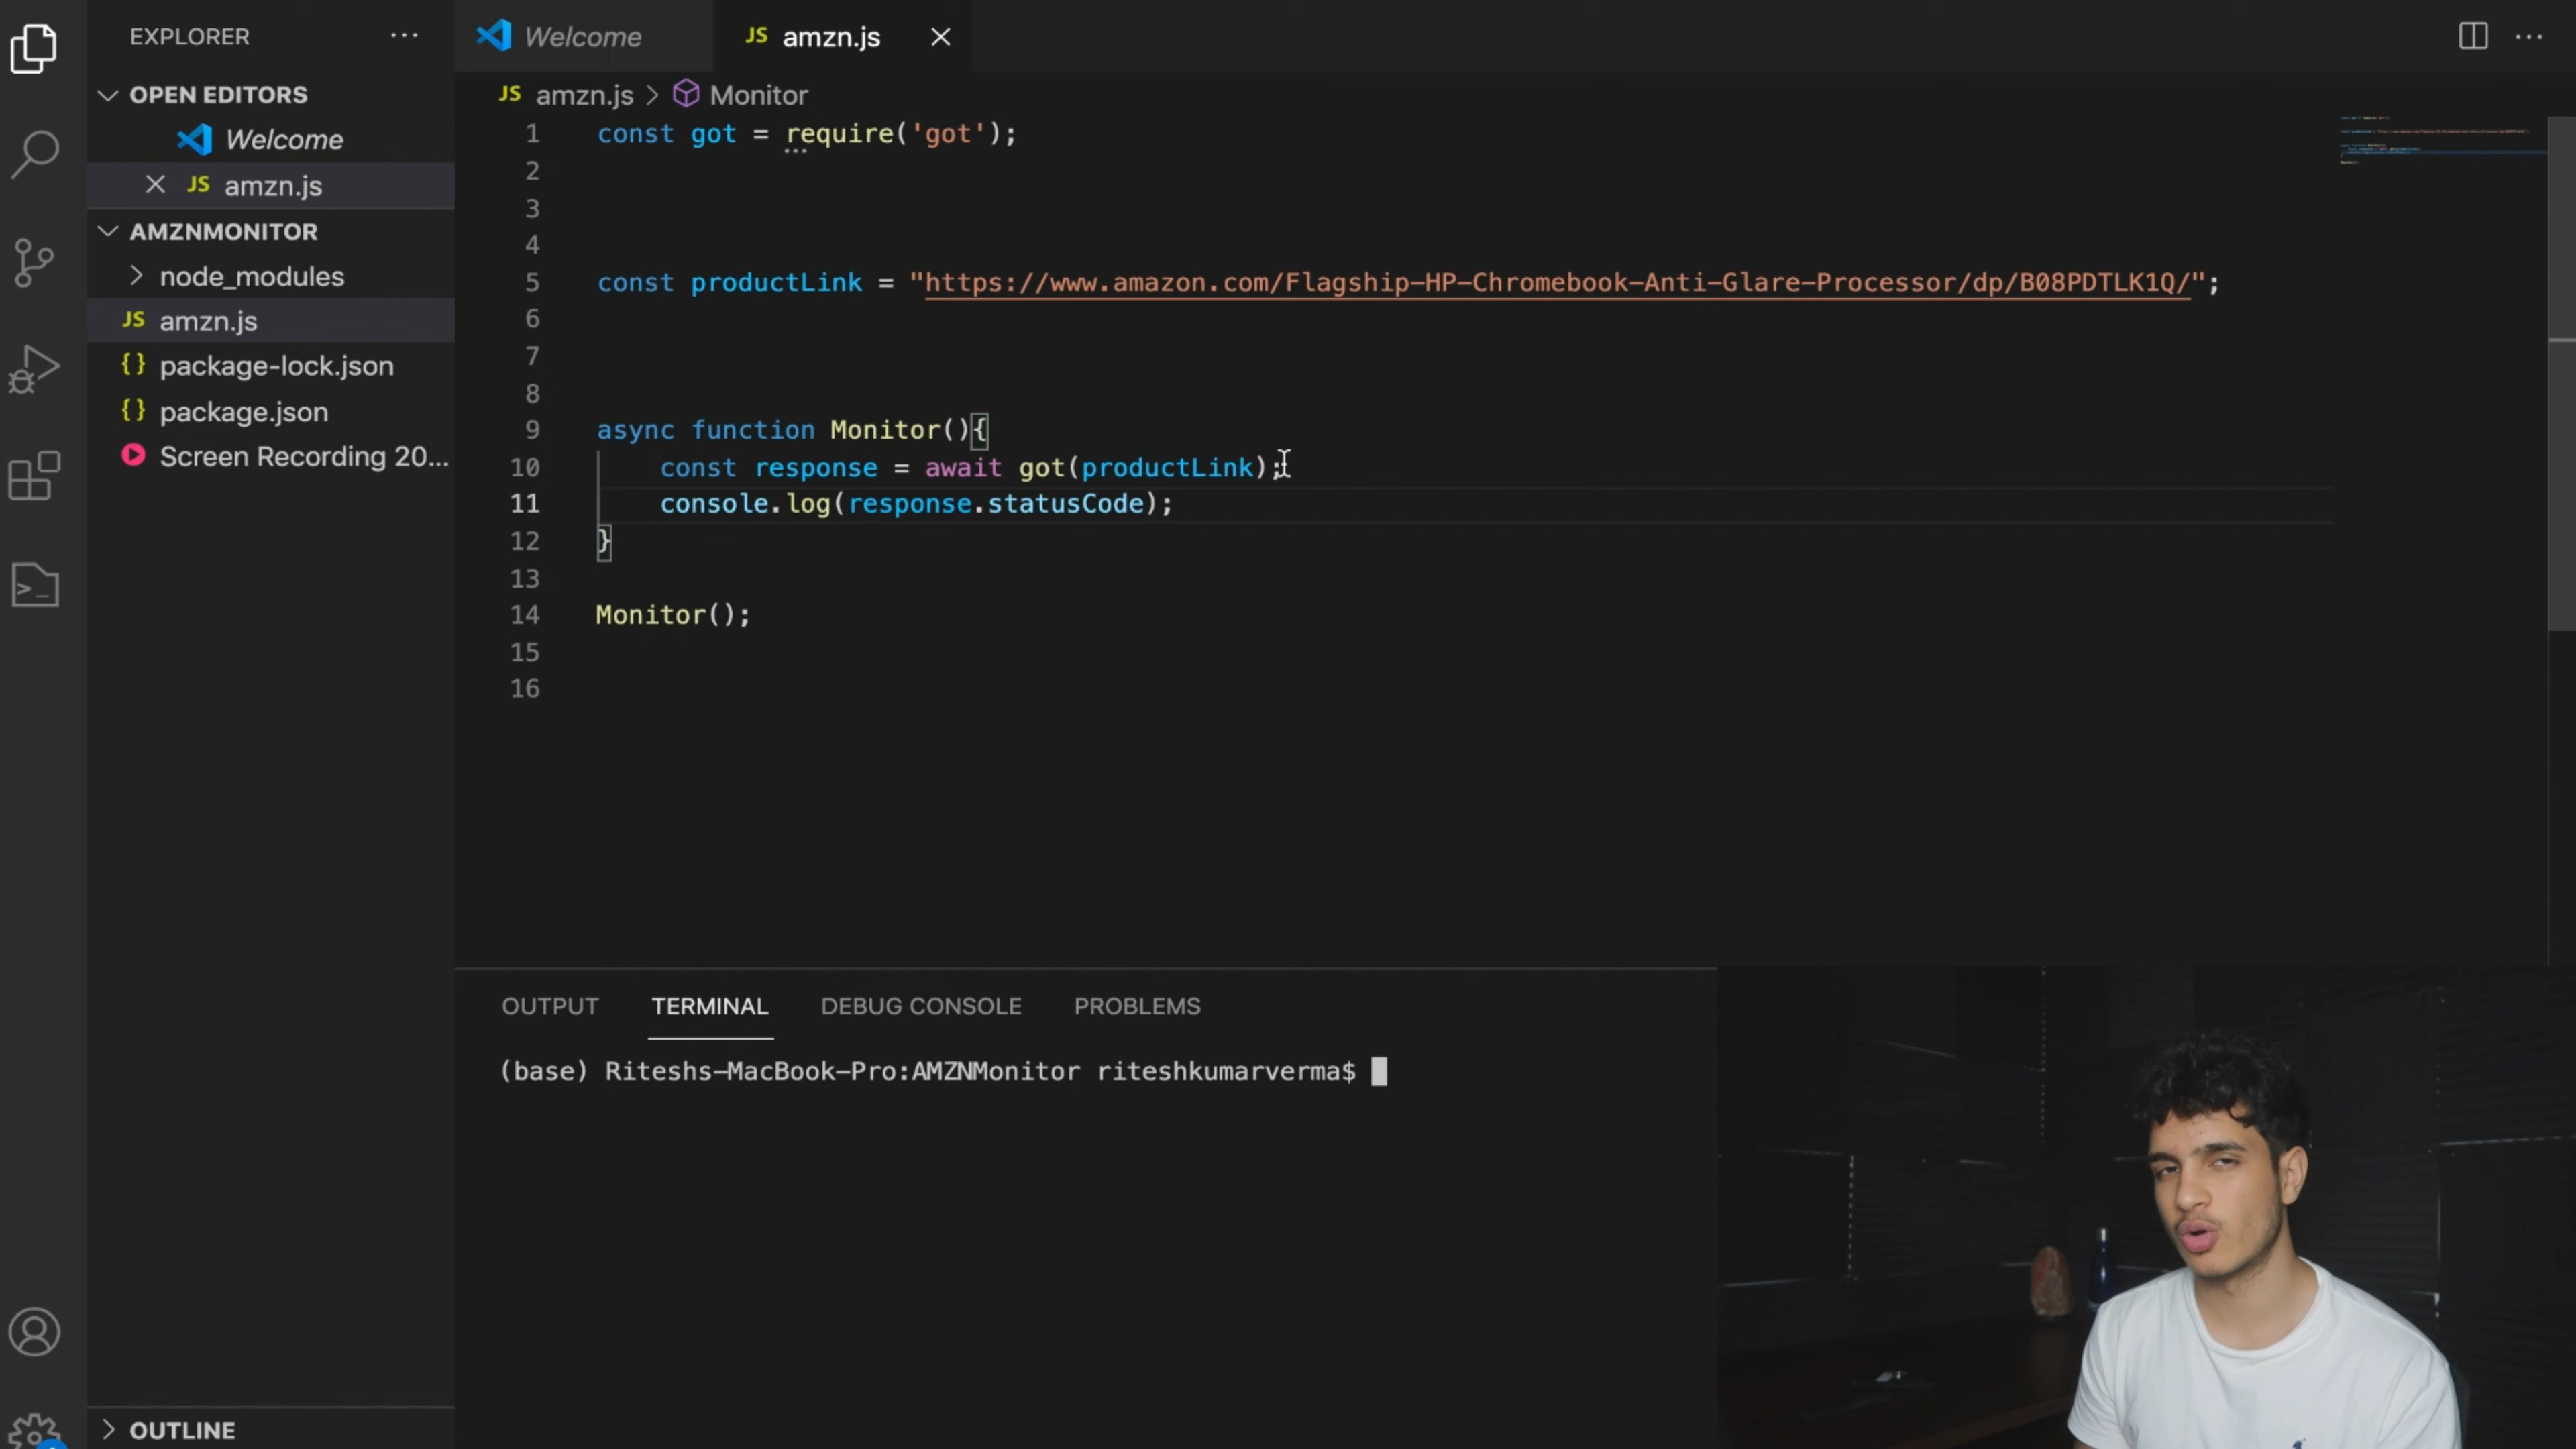 EXPLORER
OPEN EDITORS
Welcome
JS amzn.js
AMZNMONITOR
node_modules
JS amzn.js
{} package-lock.json
{} package.json
Screen Recording 20...
OUTLINE
Welcome
JS amzn.js
JS amzn.js > Monitor
1 const got = require('got');
2
3
4
5 const productLink = "https://www.amazon.com/Flagship-HP-Chromebook-Anti-Glare-Processor/dp/B08PDTLK1Q/";
6
7
8
9 async function Monitor(){
10 const response = await got(productLink);
11 console.log(response.statusCode);
12 }
13
14 Monitor();
15
16
OUTPUT TERMINAL DEBUG CONSOLE PROBLEMS
(base) Riteshs-MacBook-Pro:AMZNMonitor riteshkumarverma$